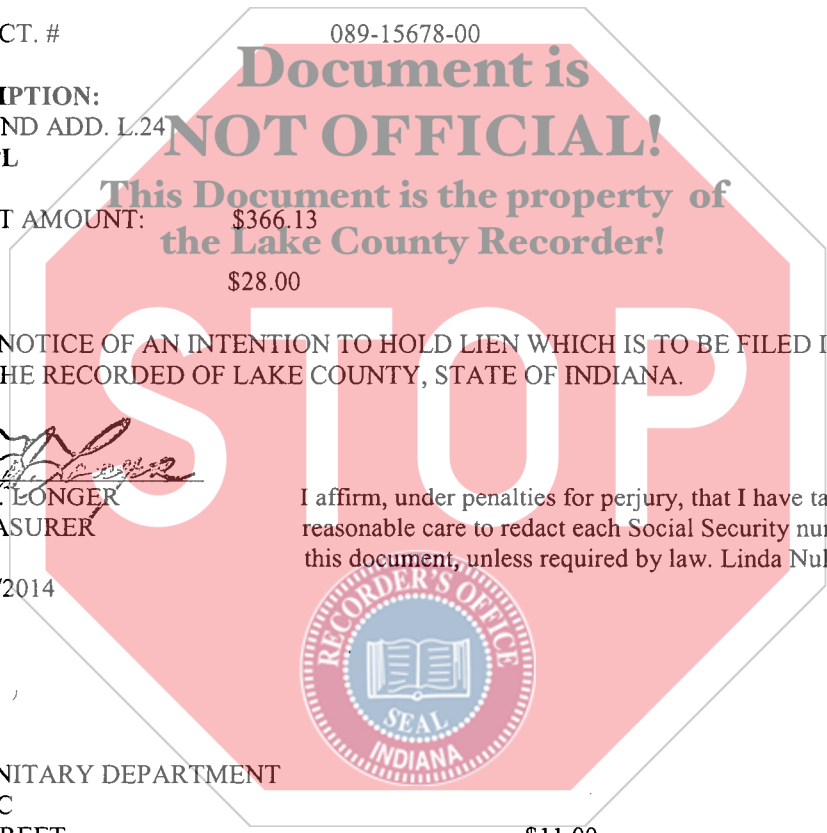 CT. # 089-15678-00
Document is
IPTION:
ND ADD. L.24
NOT OFFICIAL!
L
This Document is the property of
T AMOUNT: $366.13
the Lake County Recorder!
$28.00
STOP
NOTICE OF AN INTENTION TO HOLD LIEN WHICH IS TO BE FILED I
HE RECORDED OF LAKE COUNTY, STATE OF INDIANA.
. LONGER
I affirm, under penalties for perjury, that I have ta
ASURER
reasonable care to redact each Social Security nu
this document, unless required by law. Linda Nul
/2014
RECORDER'S OFFICE
SEAL
INDIANA
NITARY DEPARTMENT
C
REET $11.00